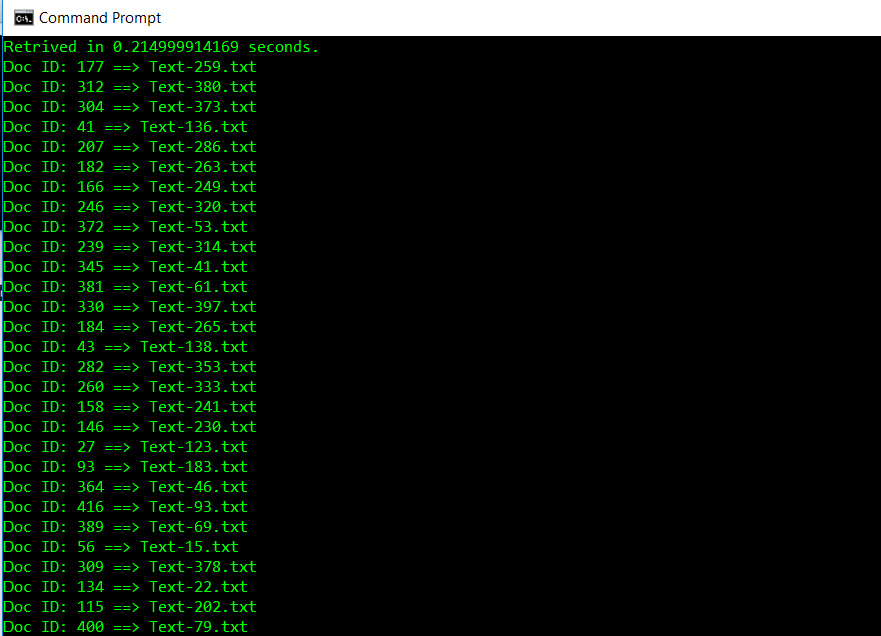 Command Prompt
Retrived in 0.214999914169 seconds.
Doc ID: 177 ==> Text-259.txt
Doc ID: 312 ==> Text-380.txt
Doc ID: 304 ==> Text-373.txt
Doc ID: 41 ==> Text-136.txt
Doc ID: 207 ==> Text-286.txt
Doc ID: 182 ==> Text-263.txt
Doc ID: 166 ==> Text-249.txt
Doc ID: 246 ==> Text-320.txt
Doc ID: 372 ==> Text-53.txt
Doc ID: 239 ==> Text-314.txt
Doc ID: 345 ==> Text-41.txt
Doc ID: 381 ==> Text-61.txt
Doc ID: 330 ==> Text-397.txt
Doc ID: 184 ==> Text-265.txt
Doc ID: 43 ==> Text-138.txt
Doc ID: 282 ==> Text-353.txt
Doc ID: 260 ==> Text-333.txt
Doc ID: 158 ==> Text-241.txt
Doc ID: 146 ==> Text-230.txt
Doc ID: 27 ==> Text-123.txt
Doc ID: 93 ==> Text-183.txt
Doc ID: 364 ==> Text-46.txt
Doc ID: 416 ==> Text-93.txt
Doc ID: 389 ==> Text-69.txt
Doc ID: 56 ==> Text-15.txt
Doc ID: 309 ==> Text-378.txt
Doc ID: 134 ==> Text-22.txt
Doc ID: 115 ==> Text-202.txt
Doc ID: 400 ==> Text-79.txt